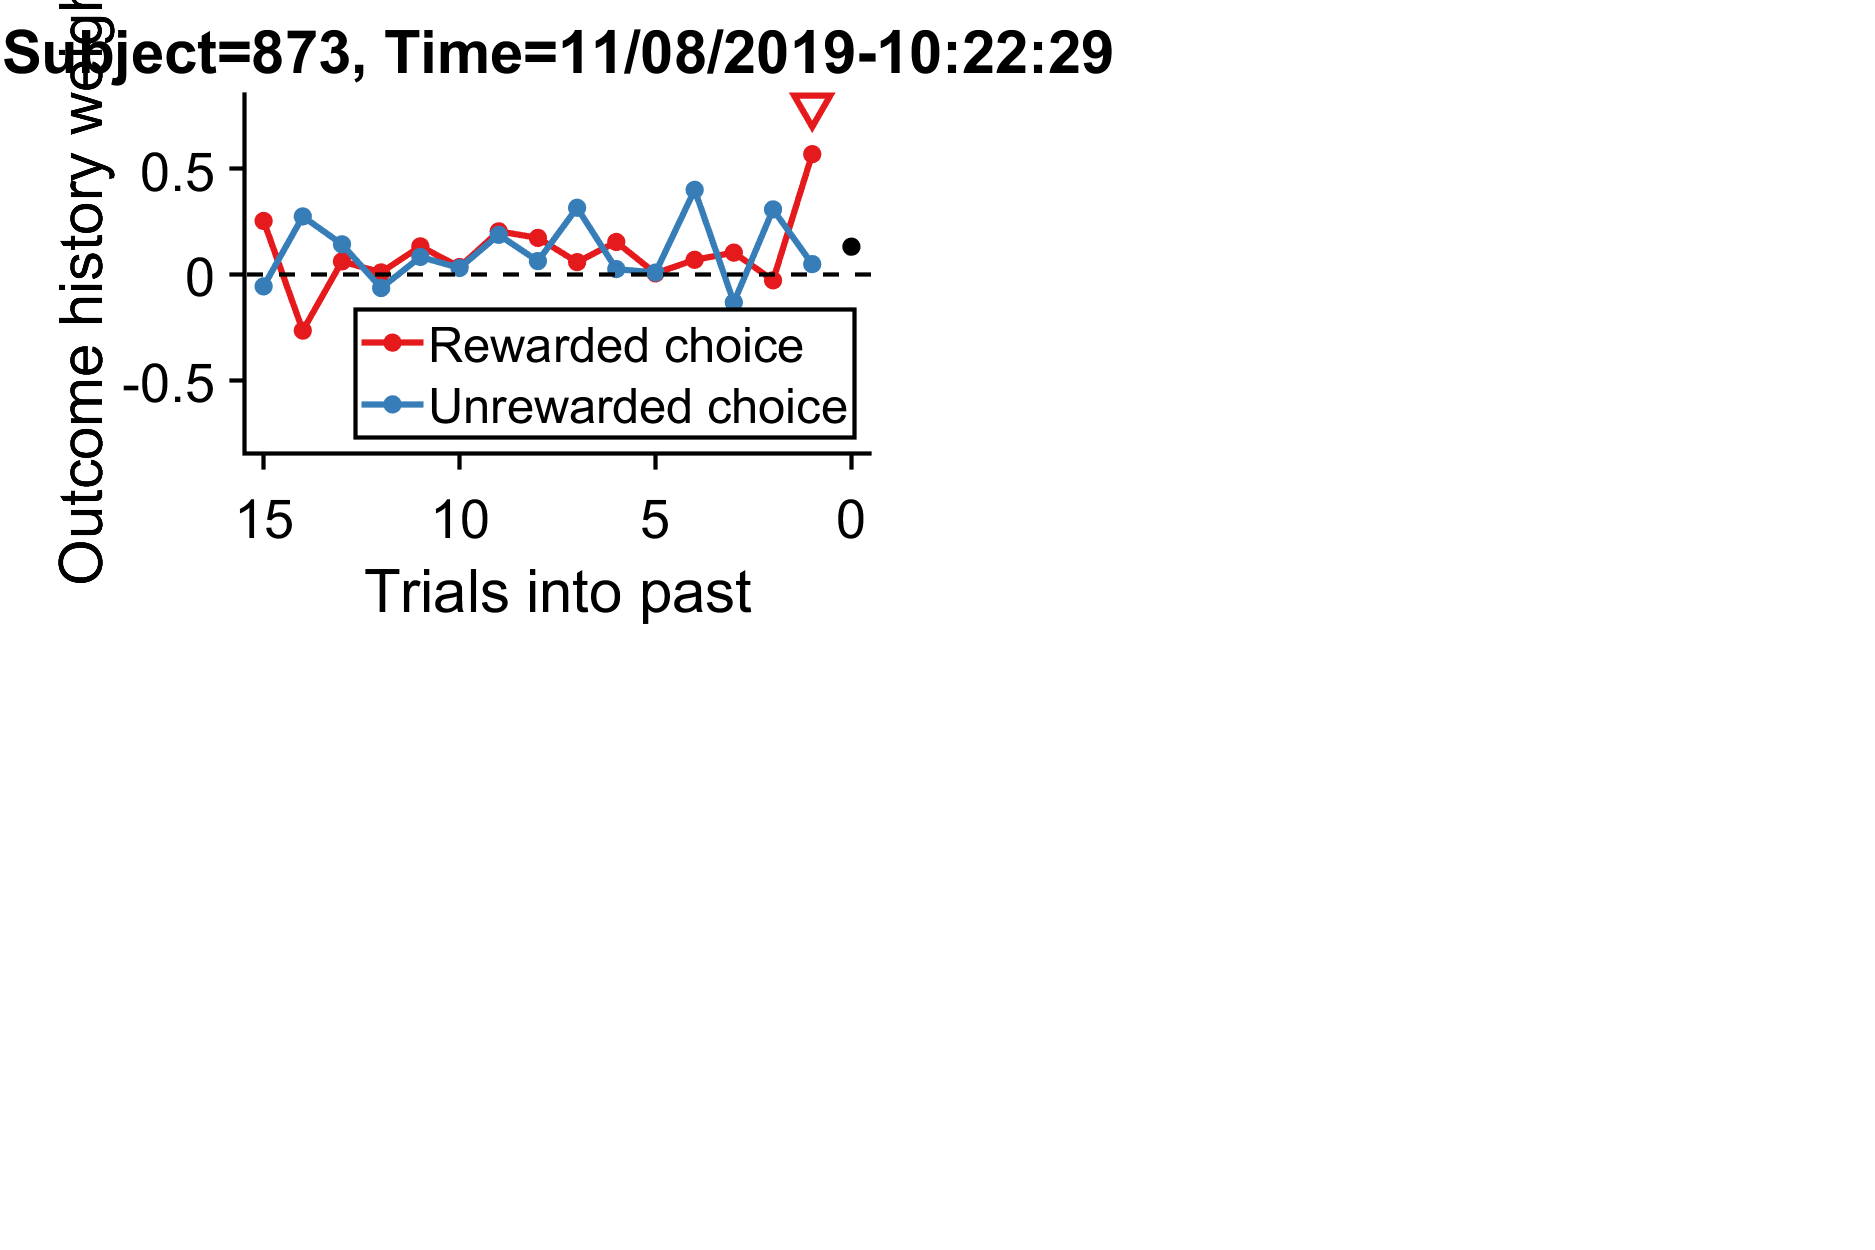 Subject=873, Time=11/08/2019-10:22:29
Outcome history
0.5
0
-0.5
Rewarded choice
Unrewarded choice
15 10 5 0
Trials into past